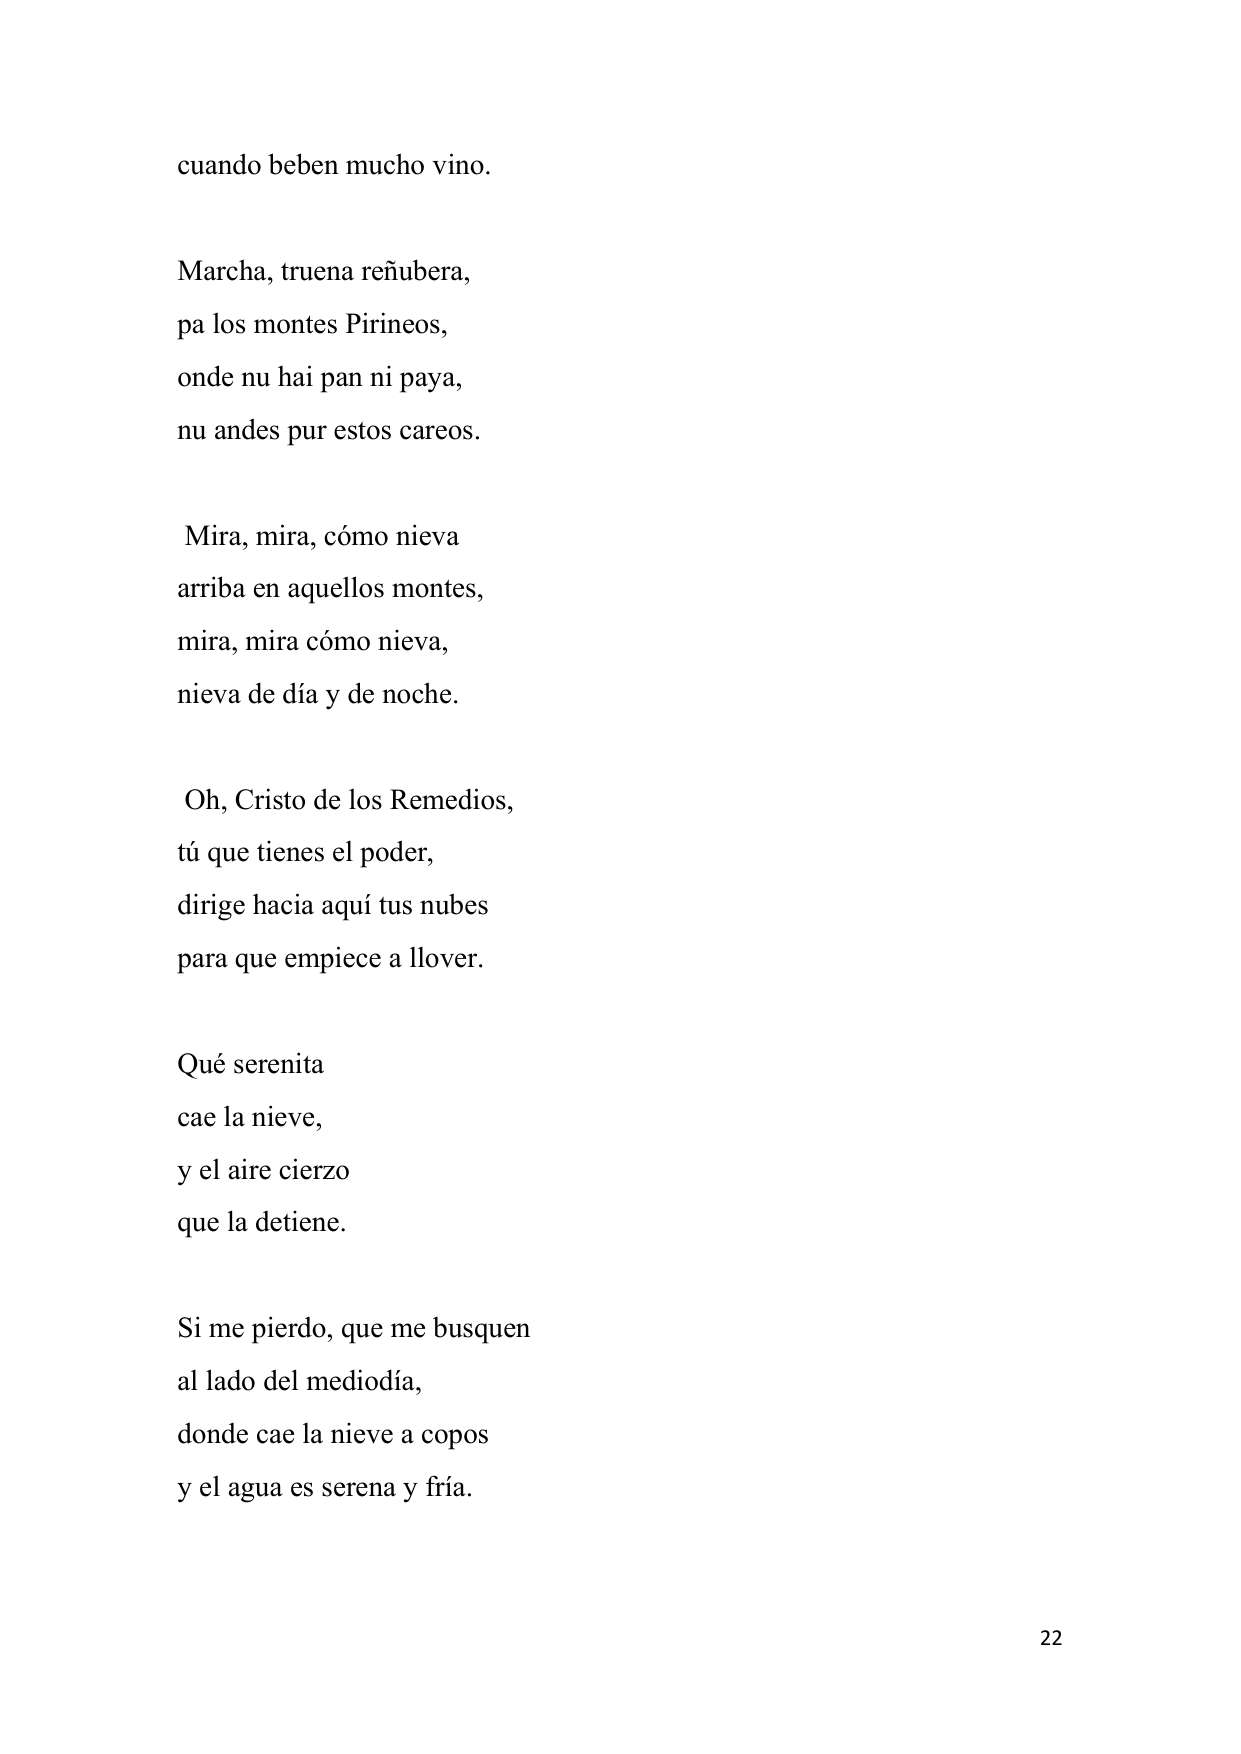 cuando beben mucho vino.
Marcha, truena reñubera,
pa los montes Pirineos,
onde nu hai pan ni paya,
nu andes pur estos careos.
Mira, mira, cómo nieva
arriba en aquellos montes,
mira, mira cómo nieva,
nieva de día y de noche.
Oh, Cristo de los Remedios,
tú que tienes el poder,
dirige hacia aquí tus nubes
para que empiece a llover.
Qué serenita
cae la nieve,
y el aire cierzo
que la detiene.
Si me pierdo, que me busquen
al lado del mediodía,
donde cae la nieve a copos
y el agua es serena y fría.
22